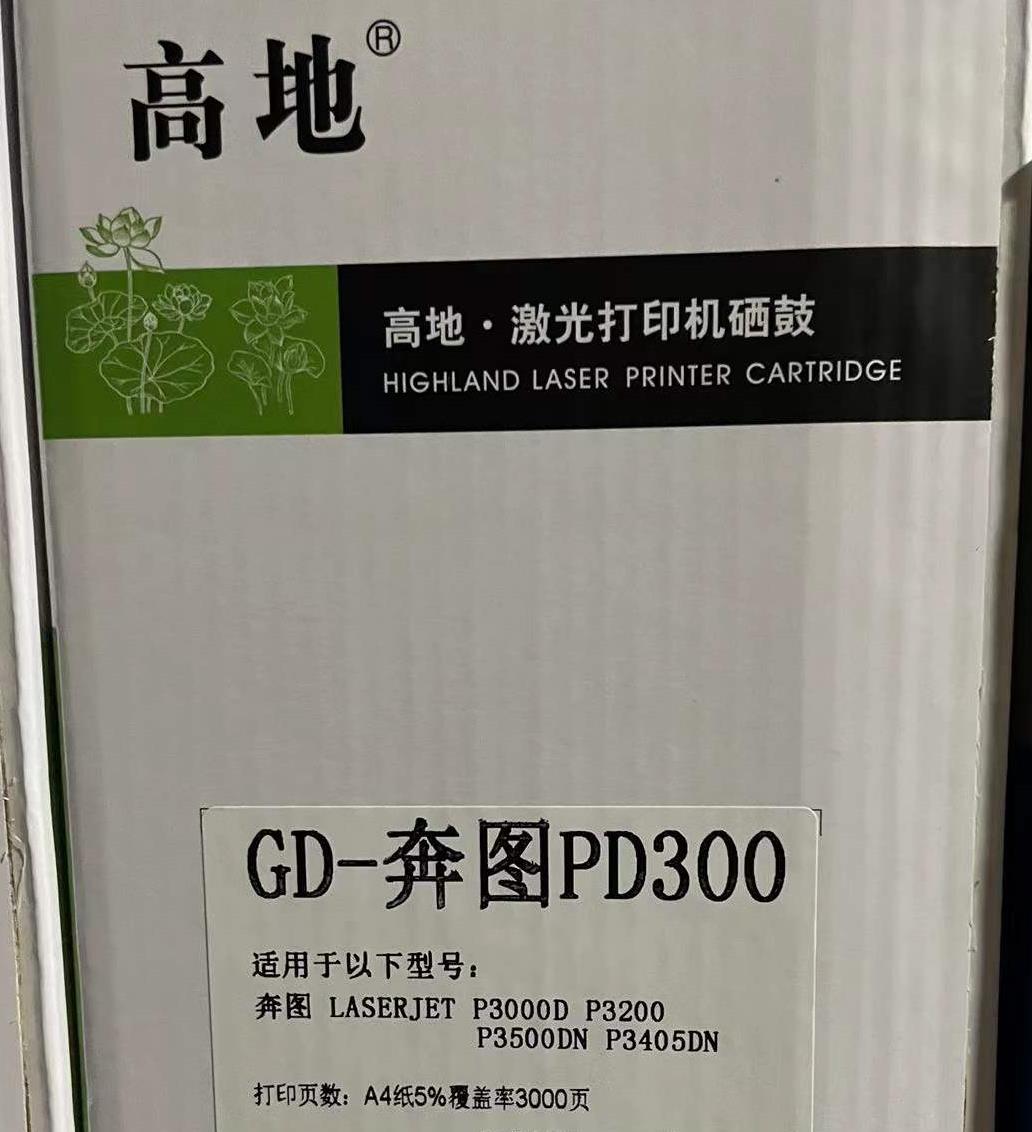 高地®
高地·激光打印机硒鼓
HIGHLAND LASER PRINTER CARTRIDGE
GD-奔图PD300
适用于以下型号：
奔图 LASERJET P3000D P3200
P3500DN P3405DN
打印页数：A4纸5%覆盖率3000页